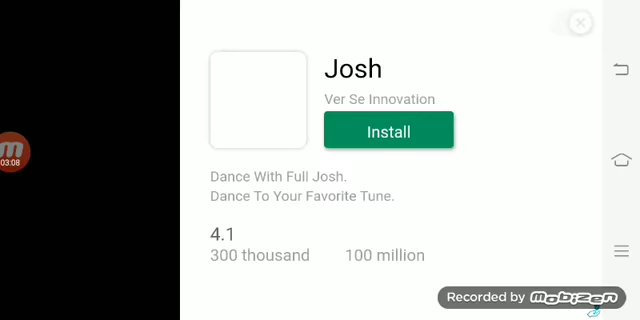 Josh
Ver Se Innovation
Install
Dance With Full Josh.
Dance To Your Favorite Tune.
4.1
300 thousand 100 million
03:08
Recorded by mobizen